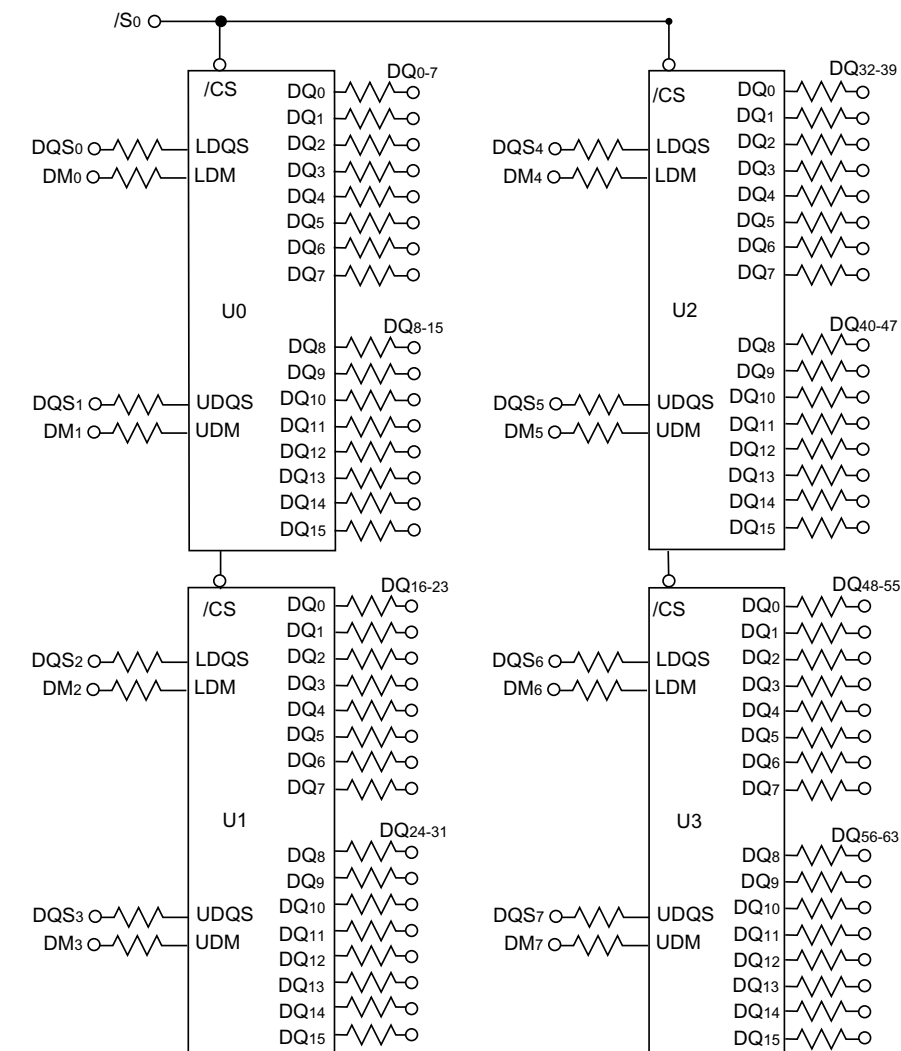 /S0
DQ0-7
/CS
DQ0
DQ1
DQS0
LDQS
DQ2
DM0
LDM
DQ3
DQ4
DQ5
DQ6
DQ7
U0
DQ8-15
DQ8
DQ9
DQS1
UDQS
DQ10
DM1
UDM
DQ11
DQ12
DQ13
DQ14
DQ15
DQ32-39
/CS
DQ0
DQ1
DQS4
LDQS
DQ2
DM4
LDM
DQ3
DQ4
DQ5
DQ6
DQ7
U2
DQ40-47
DQ8
DQ9
DQS5
UDQS
DQ10
DM5
UDM
DQ11
DQ12
DQ13
DQ14
DQ15
DQ16-23
/CS
DQ0
DQ1
DQS2
LDQS
DQ2
DM2
LDM
DQ3
DQ4
DQ5
DQ6
DQ7
U1
DQ24-31
DQ8
DQ9
DQS3
UDQS
DQ10
DM3
UDM
DQ11
DQ12
DQ13
DQ14
DQ15
DQ48-55
/CS
DQ0
DQ1
DQS6
LDQS
DQ2
DM6
LDM
DQ3
DQ4
DQ5
DQ6
DQ7
U3
DQ56-63
DQ8
DQ9
DQS7
UDQS
DQ10
DM7
UDM
DQ11
DQ12
DQ13
DQ14
DQ15